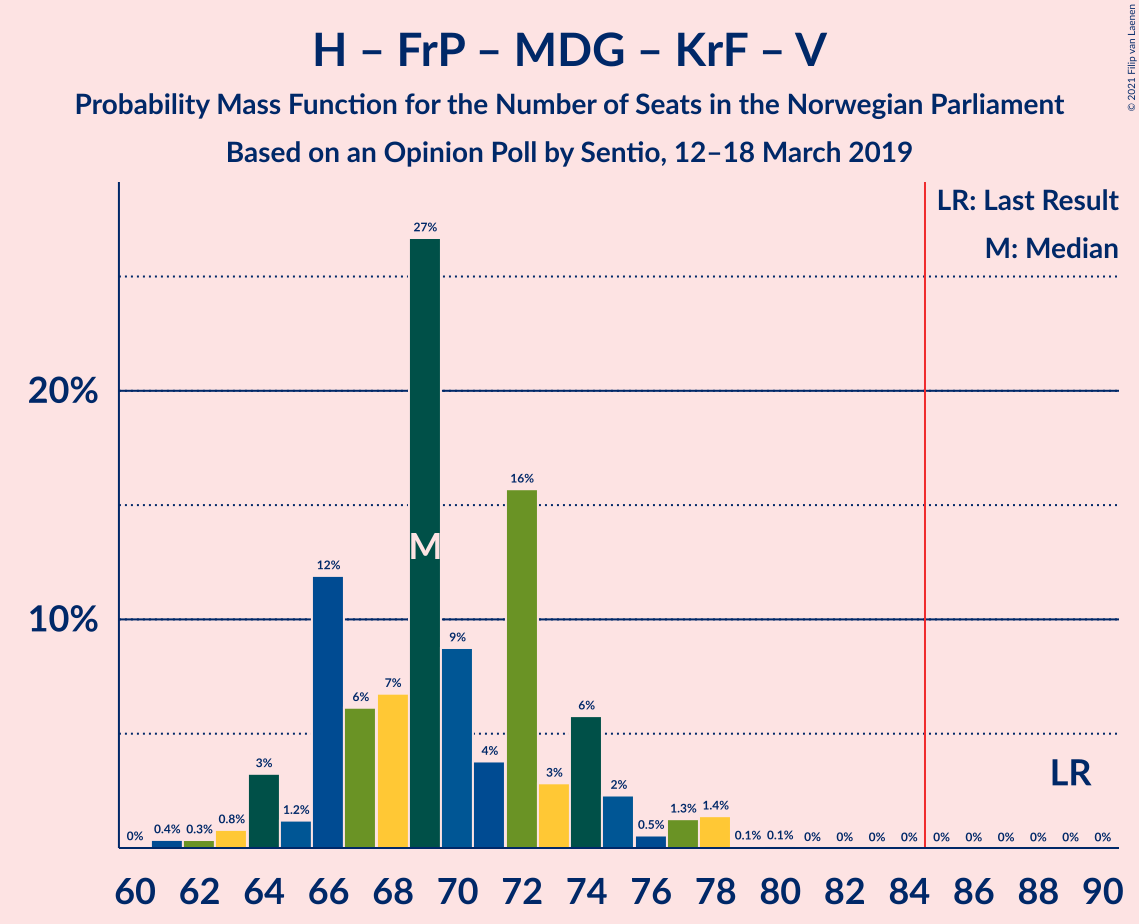 © 2021 Filip van Laenen
H – FrP – MDG – KrF – V
Probability Mass Function for the Number of Seats in the Norwegian Parliament
Based on an Opinion Poll by Sentio, 12–18 March 2019
LR: Last Result
M: Median
20%
10%
0% 0.4% 0.3% 0.8% 3% 1.2% 12% 6% 7% 27% 9% 4% 16% 3% 6% 2% 0.5% 1.3% 1.4% 0.1% 0.1% 0% 0% 0% 0% 0% 0% 0% 0% 0% 0%
M
LR
60 62 64 66 68 70 72 74 76 78 80 82 84 86 88 90